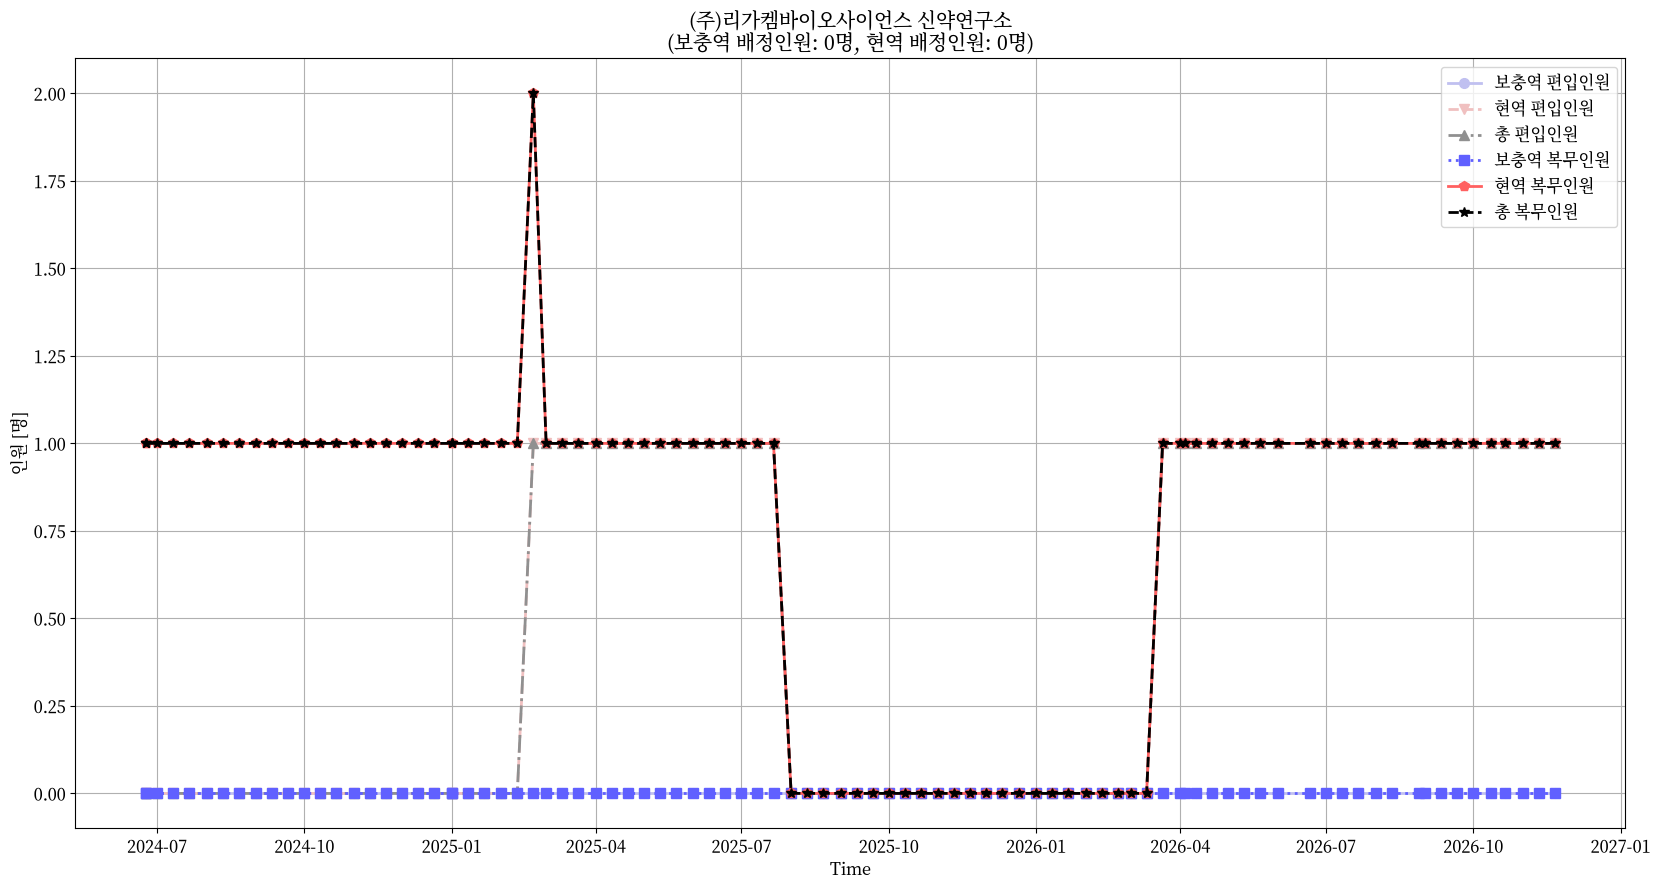 (주)리가켐바이오사이언스 신약연구소
(보충역 배정인원: 0명, 현역 배정인원: 0명)
보충역 편입인원
현역 편입인원
총 편입인원
보충역 복무인원
현역 복무인원
총 복무인원
인원 [명]
2.00
1.75
1.50
1.25
1.00
0.75
0.50
0.25
0.00
2024-07
2024-10
2025-01
2025-04
2025-07
2025-10
2026-01
2026-04
2026-07
2026-10
2027-01
Time